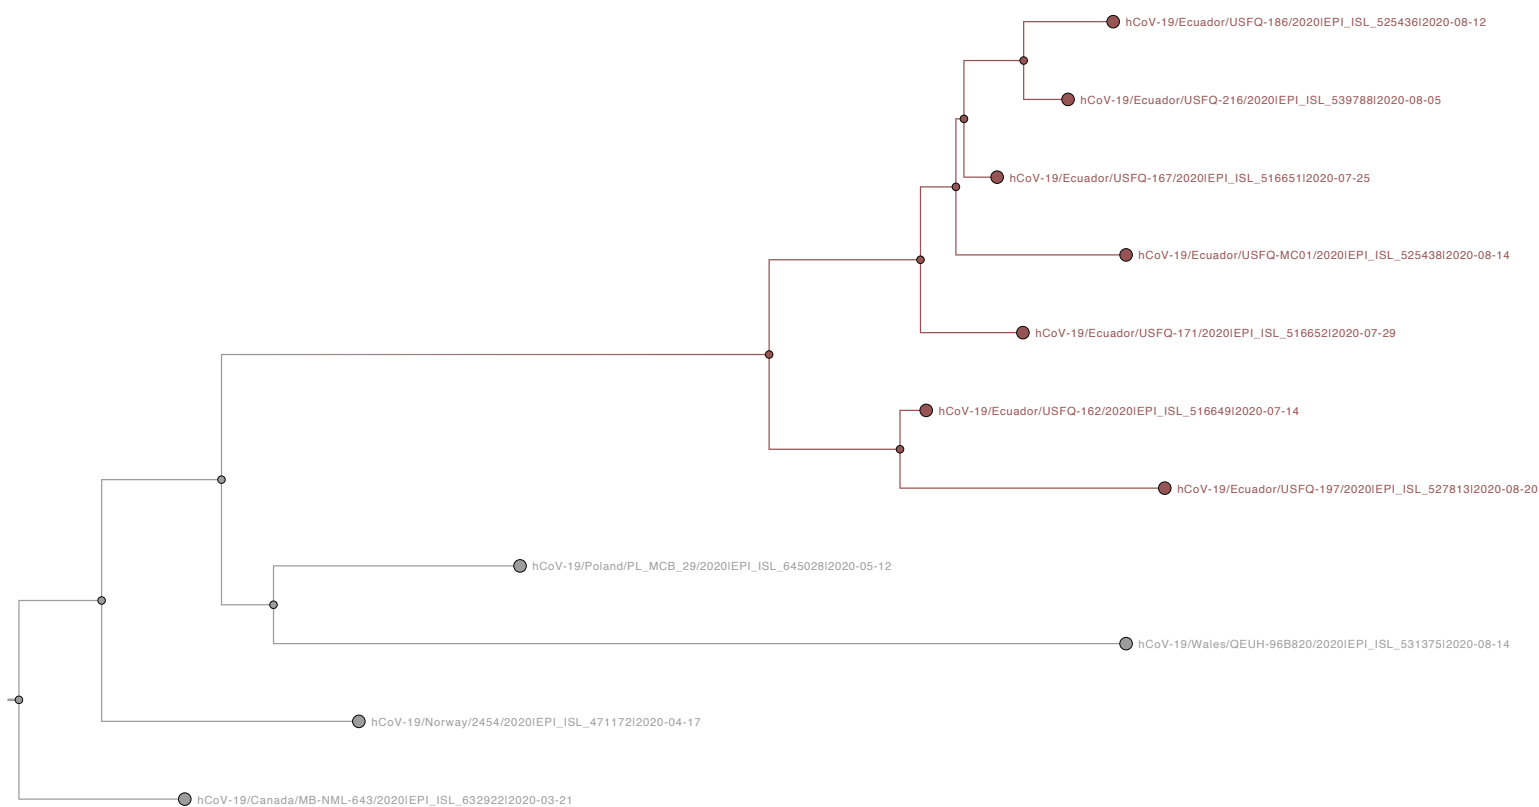 hCoV-19/Ecuador/USFQ-186/2020|EPI_ISL_525436|2020-08-12
hCoV-19/Ecuador/USFQ-216/2020|EPI_ISL_539788|2020-08-05
hCoV-19/Ecuador/USFQ-167/2020|EPI_ISL_516651|2020-07-25
hCoV-19/Ecuador/USFQ-MC01/2020|EPI_ISL_525438|2020-08-14
hCoV-19/Ecuador/USFQ-171/2020|EPI_ISL_516652|2020-07-29
hCoV-19/Ecuador/USFQ-162/2020|EPI_ISL_516649|2020-07-14
hCoV-19/Ecuador/USFQ-197/2020|EPI_ISL_527813|2020-08-20
hCoV-19/Poland/PL_MCB_29/2020|EPI_ISL_645028|2020-05-12
hCoV-19/Wales/QEUH-96B820/2020|EPI_ISL_531375|2020-08-14
hCoV-19/Norway/2454/2020|EPI_ISL_471172|2020-04-17
hCoV-19/Canada/MB-NML-643/2020|EPI_ISL_632922|2020-03-21